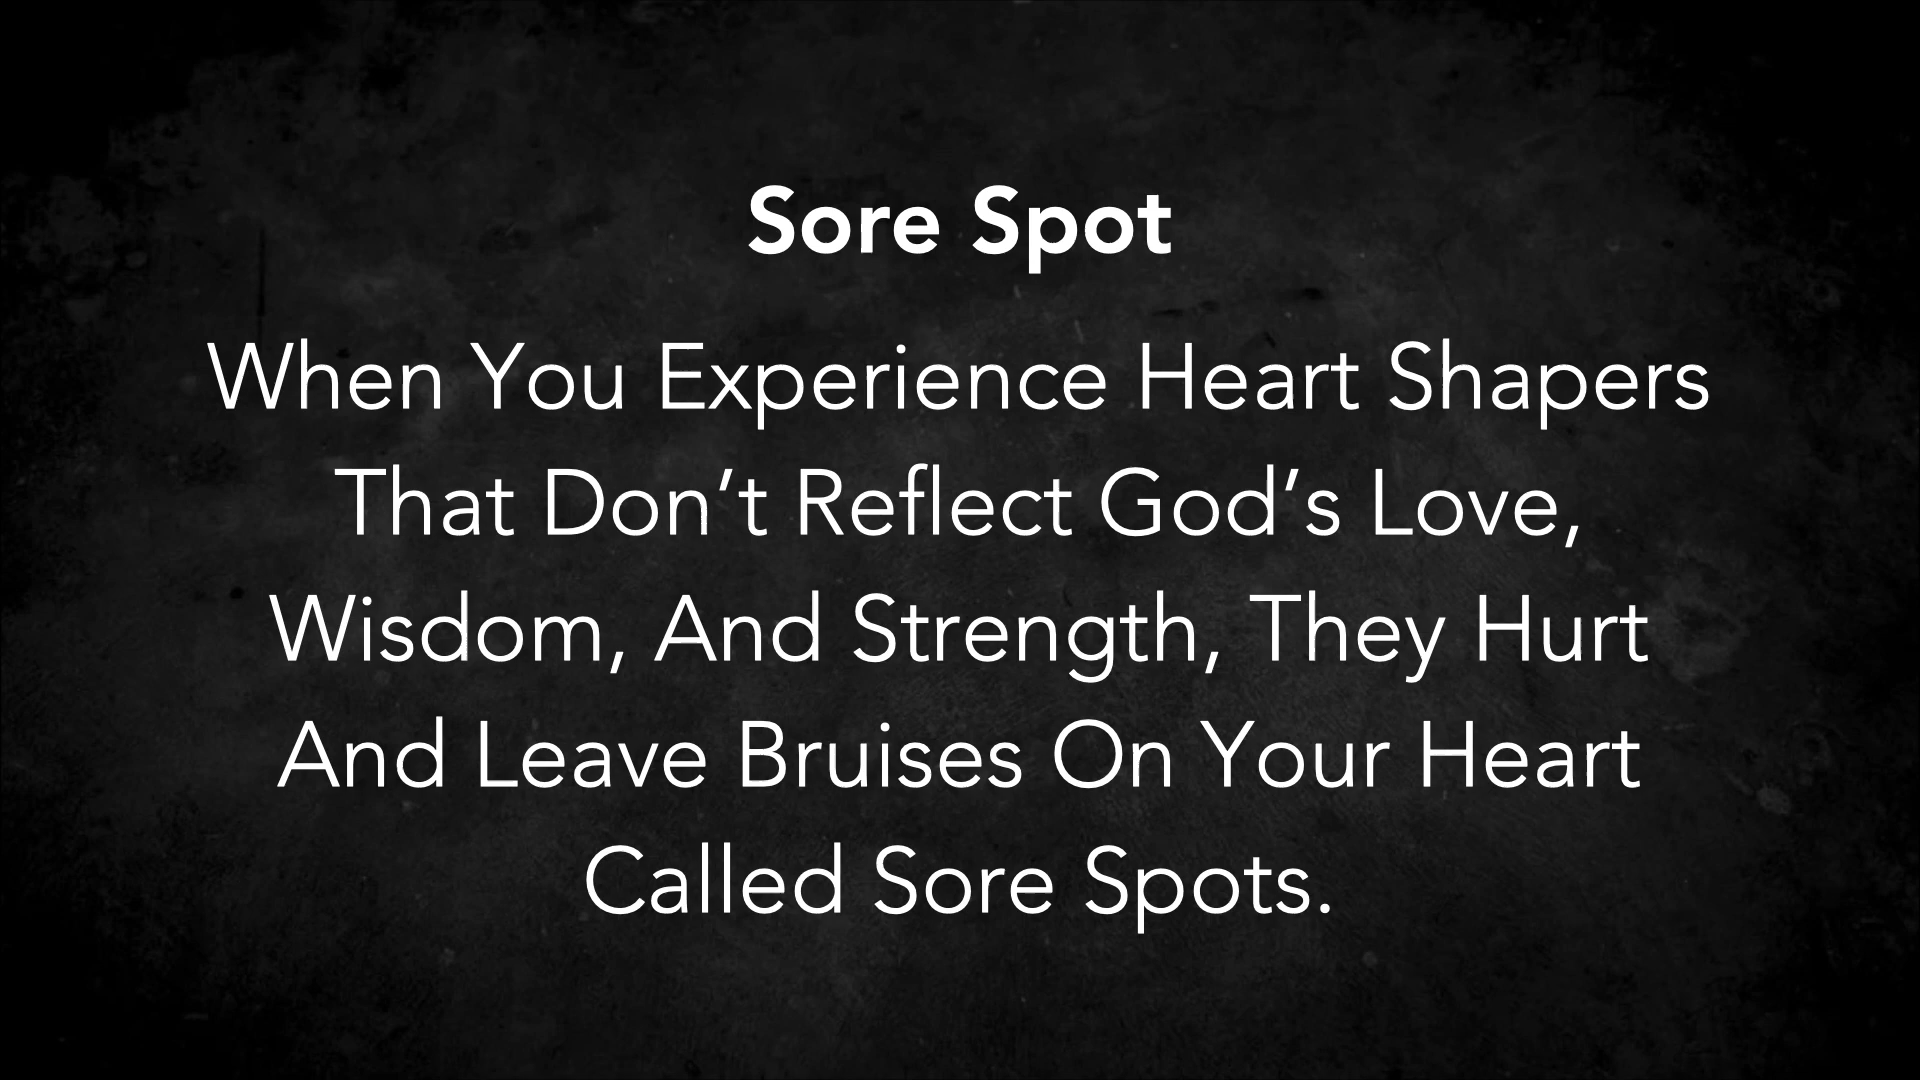 Sore Spot
When You Experience Heart Shapers
That Don’t Reflect God’s Love,
Wisdom, And Strength, They Hurt
And Leave Bruises On Your Heart
Called Sore Spots.